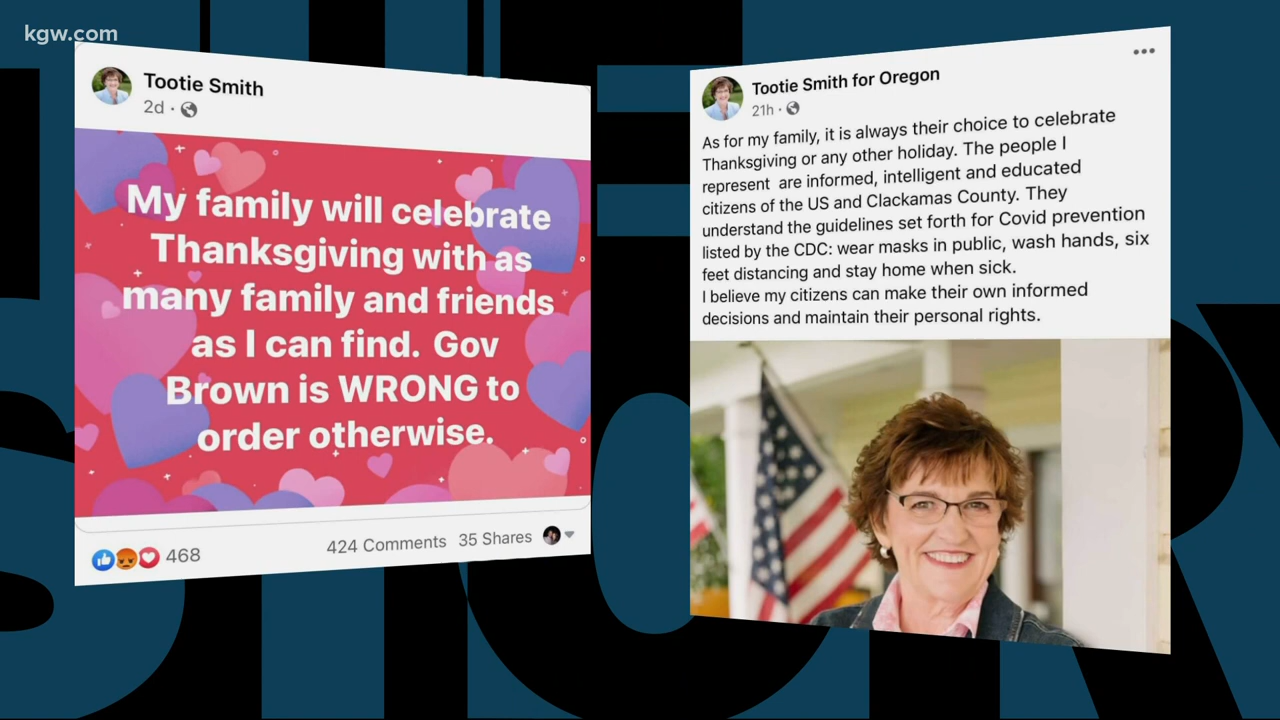 kgw.com
Tootie Smith
2d ·
My family will celebrate
Thanksgiving with as
many family and friends
as I can find. Gov
Brown is WRONG to
order otherwise.
468
424 Comments 35 Shares
Tootie Smith for Oregon
21h ·
As for my family, it is always their choice to celebrate
Thanksgiving or any other holiday. The people I
represent are informed, intelligent and educated
citizens of the US and Clackamas County. They
understand the guidelines set forth for Covid prevention
listed by the CDC: wear masks in public, wash hands, six
feet distancing and stay home when sick.
I believe my citizens can make their own informed
decisions and maintain their personal rights.